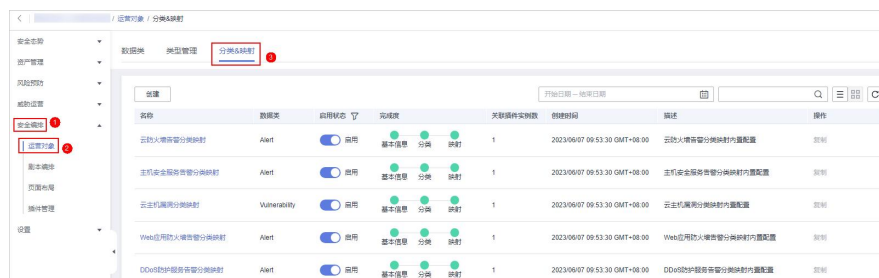 / 运营对象 / 分类&映射
安全态势
资产管理
风险预防
威胁运营
安全编排 1
运营对象 2
剧本编排
页面布局
插件管理
设置
数据类 类型管理 分类&映射 3
创建 开始日期 – 结束日期
名称 数据类 启用状态 完成度 关联插件实例数 创建时间 描述 操作
云防火墙告警分类映射 Alert 启用 基本信息 分类 映射 1 2023/06/07 09:53:30 GMT+08:00 云防火墙告警分类映射内置配置 复制
主机安全服务告警分类映射 Alert 启用 基本信息 分类 映射 1 2023/06/07 09:53:30 GMT+08:00 主机安全服务告警分类映射内置配置 复制
云主机漏洞分类映射 Vulnerability 启用 基本信息 分类 映射 1 2023/06/07 09:53:30 GMT+08:00 云主机漏洞分类映射内置配置 复制
Web应用防火墙告警分类映射 Alert 启用 基本信息 分类 映射 1 2023/06/07 09:53:30 GMT+08:00 Web应用防火墙告警分类映射内置配置 复制
DDoS防护服务告警分类映射 Alert 启用 基本信息 分类 映射 1 2023/06/07 09:53:30 GMT+08:00 DDoS防护服务告警分类映射内置配置 复制